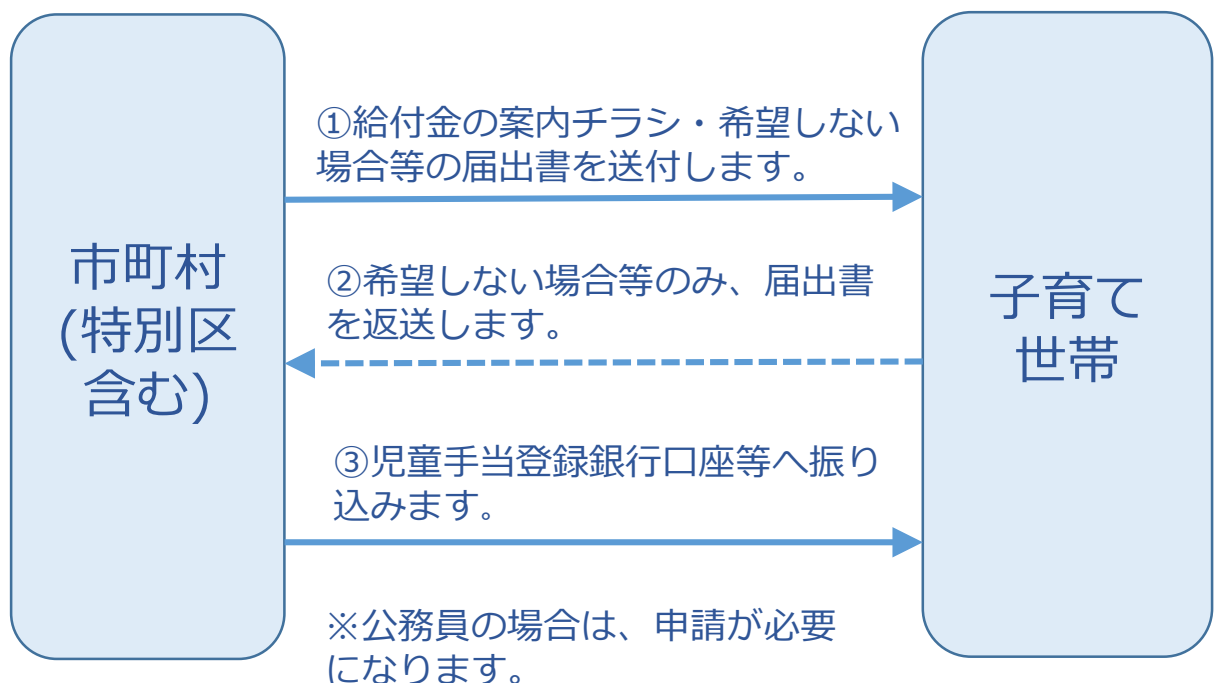 市町村
(特別区
含む)
①給付金の案内チラシ・希望しない
場合等の届出書を送付します。
②希望しない場合等のみ、届出書
を返送します。
③児童手当登録銀行口座等へ振り
込みます。
※公務員の場合は、申請が必要
になります。
子育て
世帯